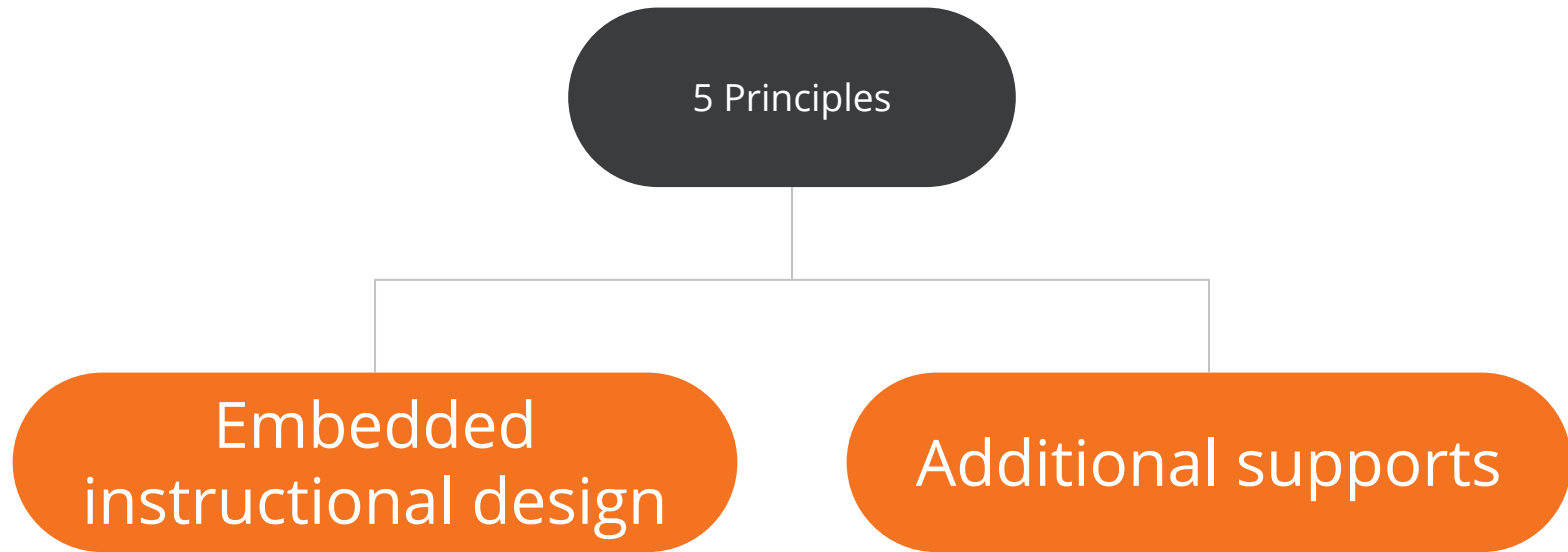 5 Principles
Embedded
instructional design
Additional supports